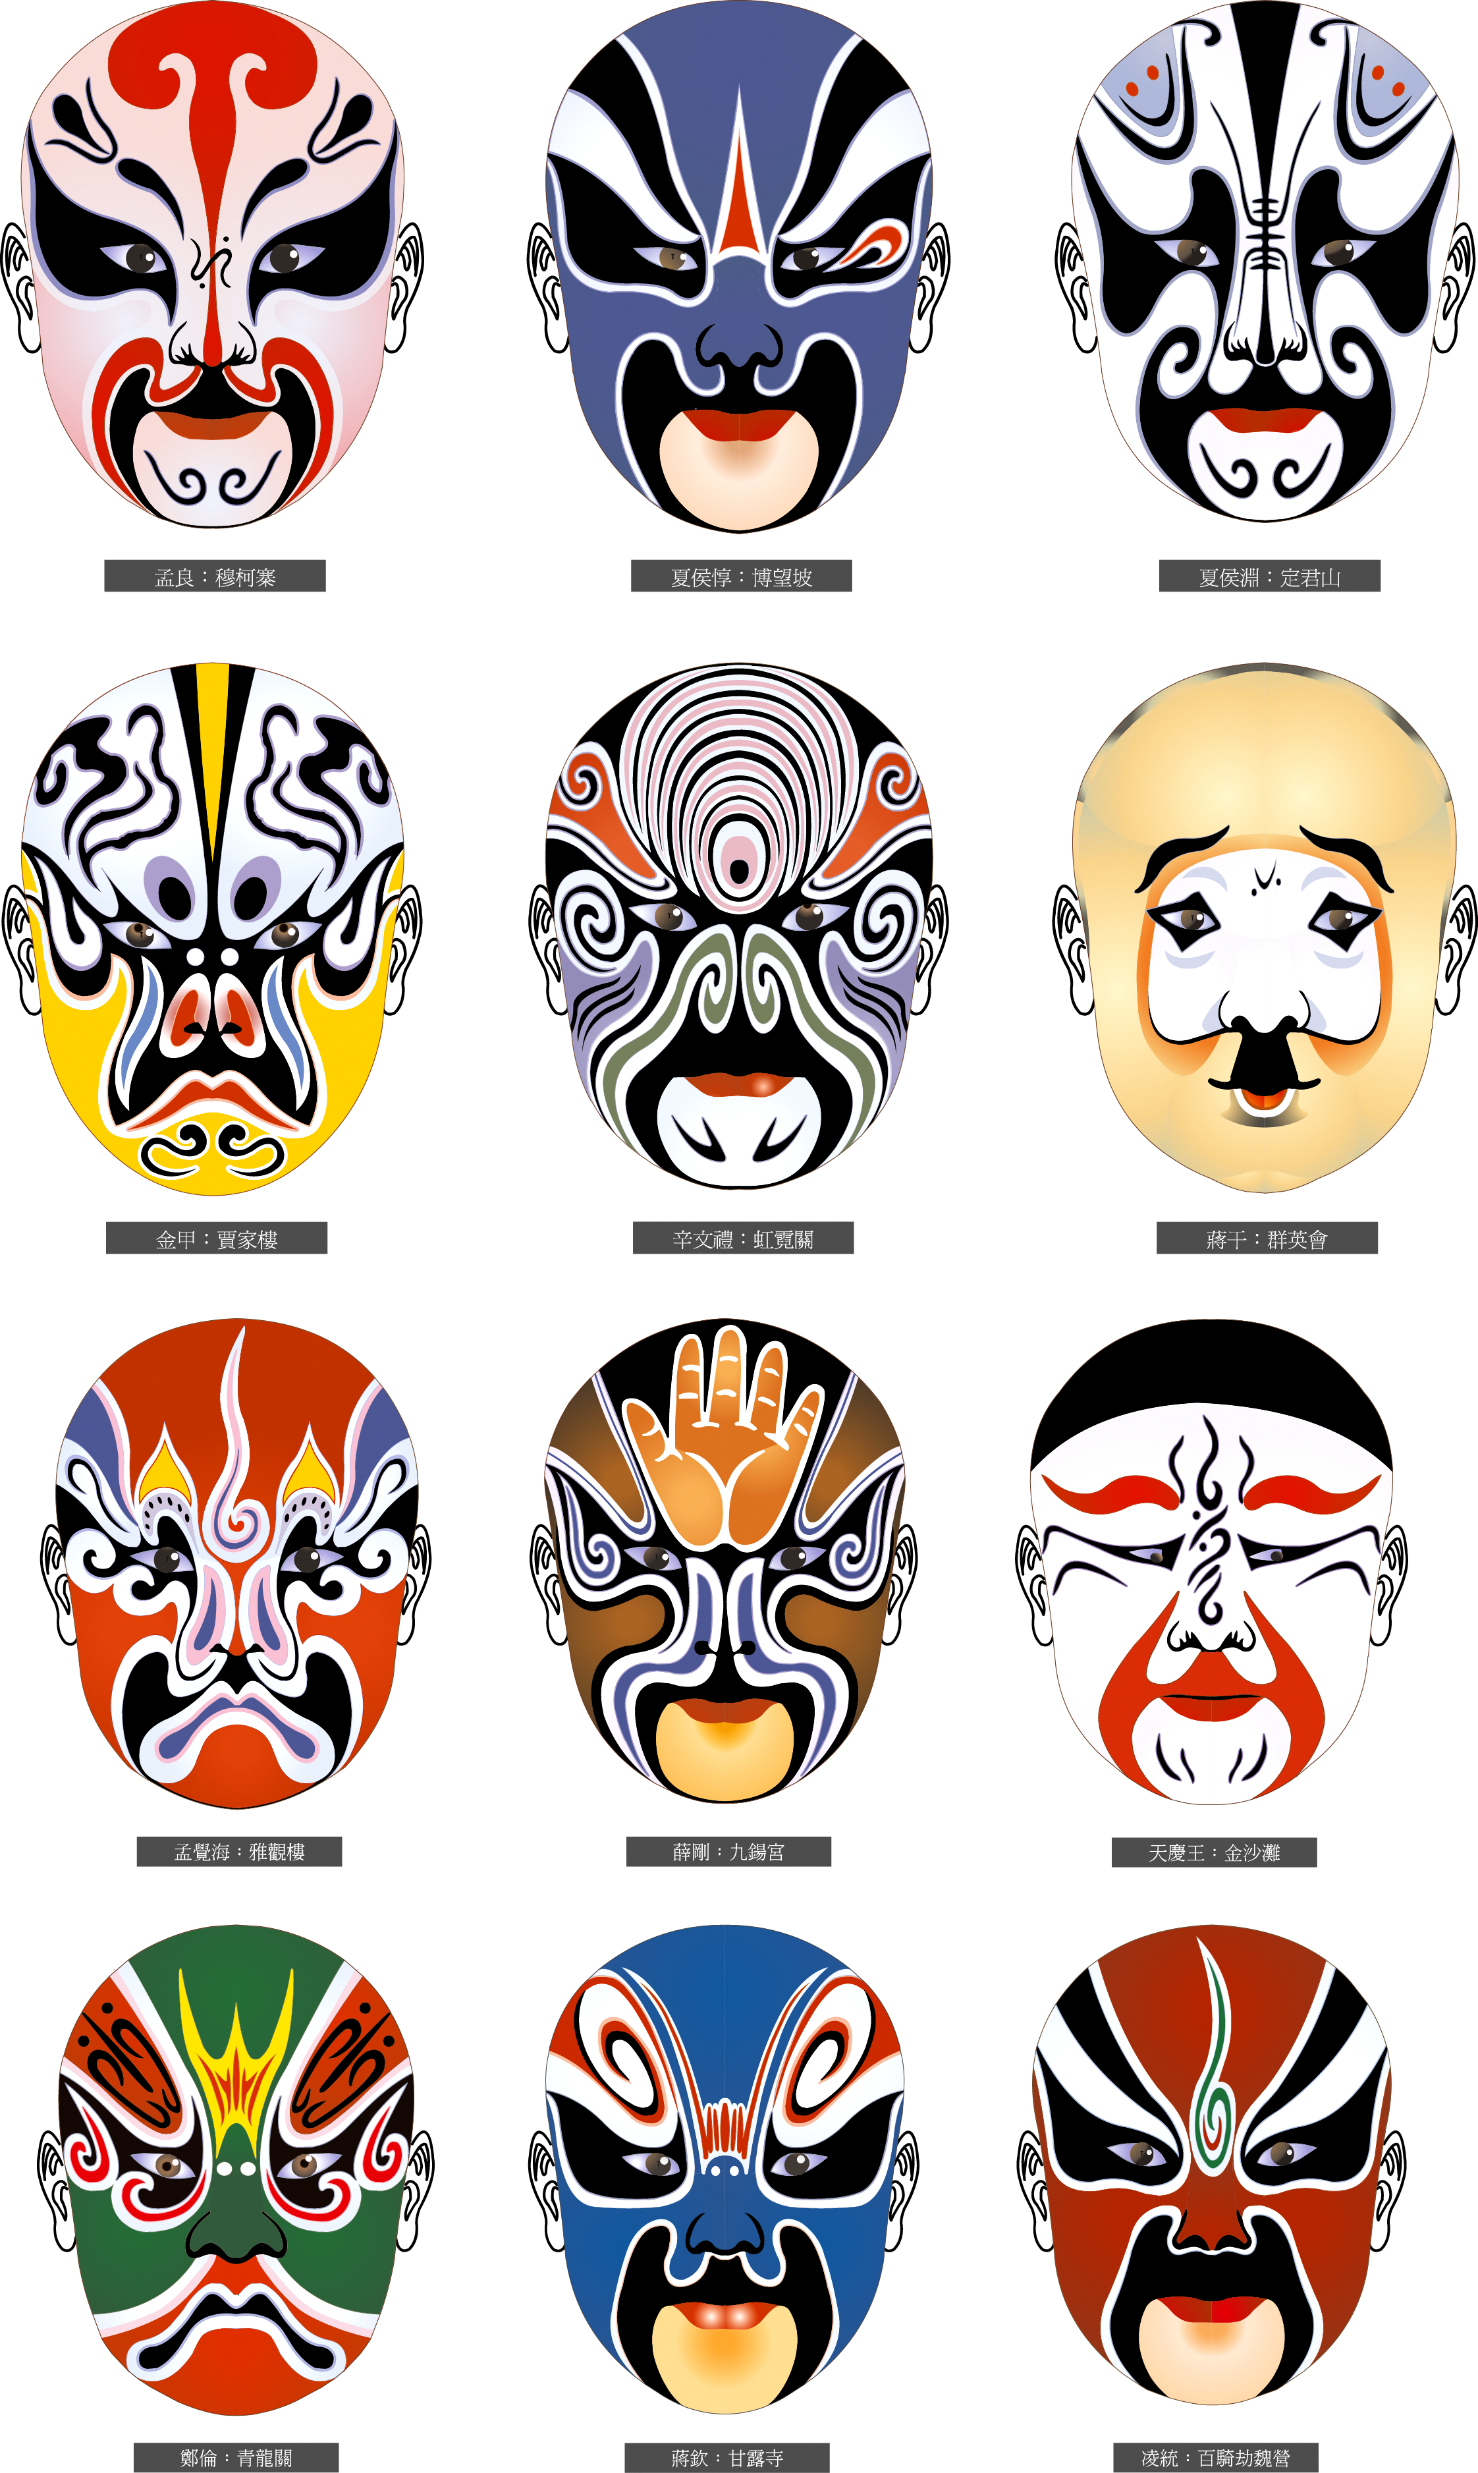 孟良：穆柯寨
夏侯惇：博望坡
夏侯淵：定君山
金甲：賈家樓
辛文禮：虹霓關
蔣干：群英會
孟覺海：雅觀樓
薛剛：九錫宮
天慶王：金沙灘
鄭倫：青龍關
蔣欽：甘露寺
凌統：百騎劫魏營